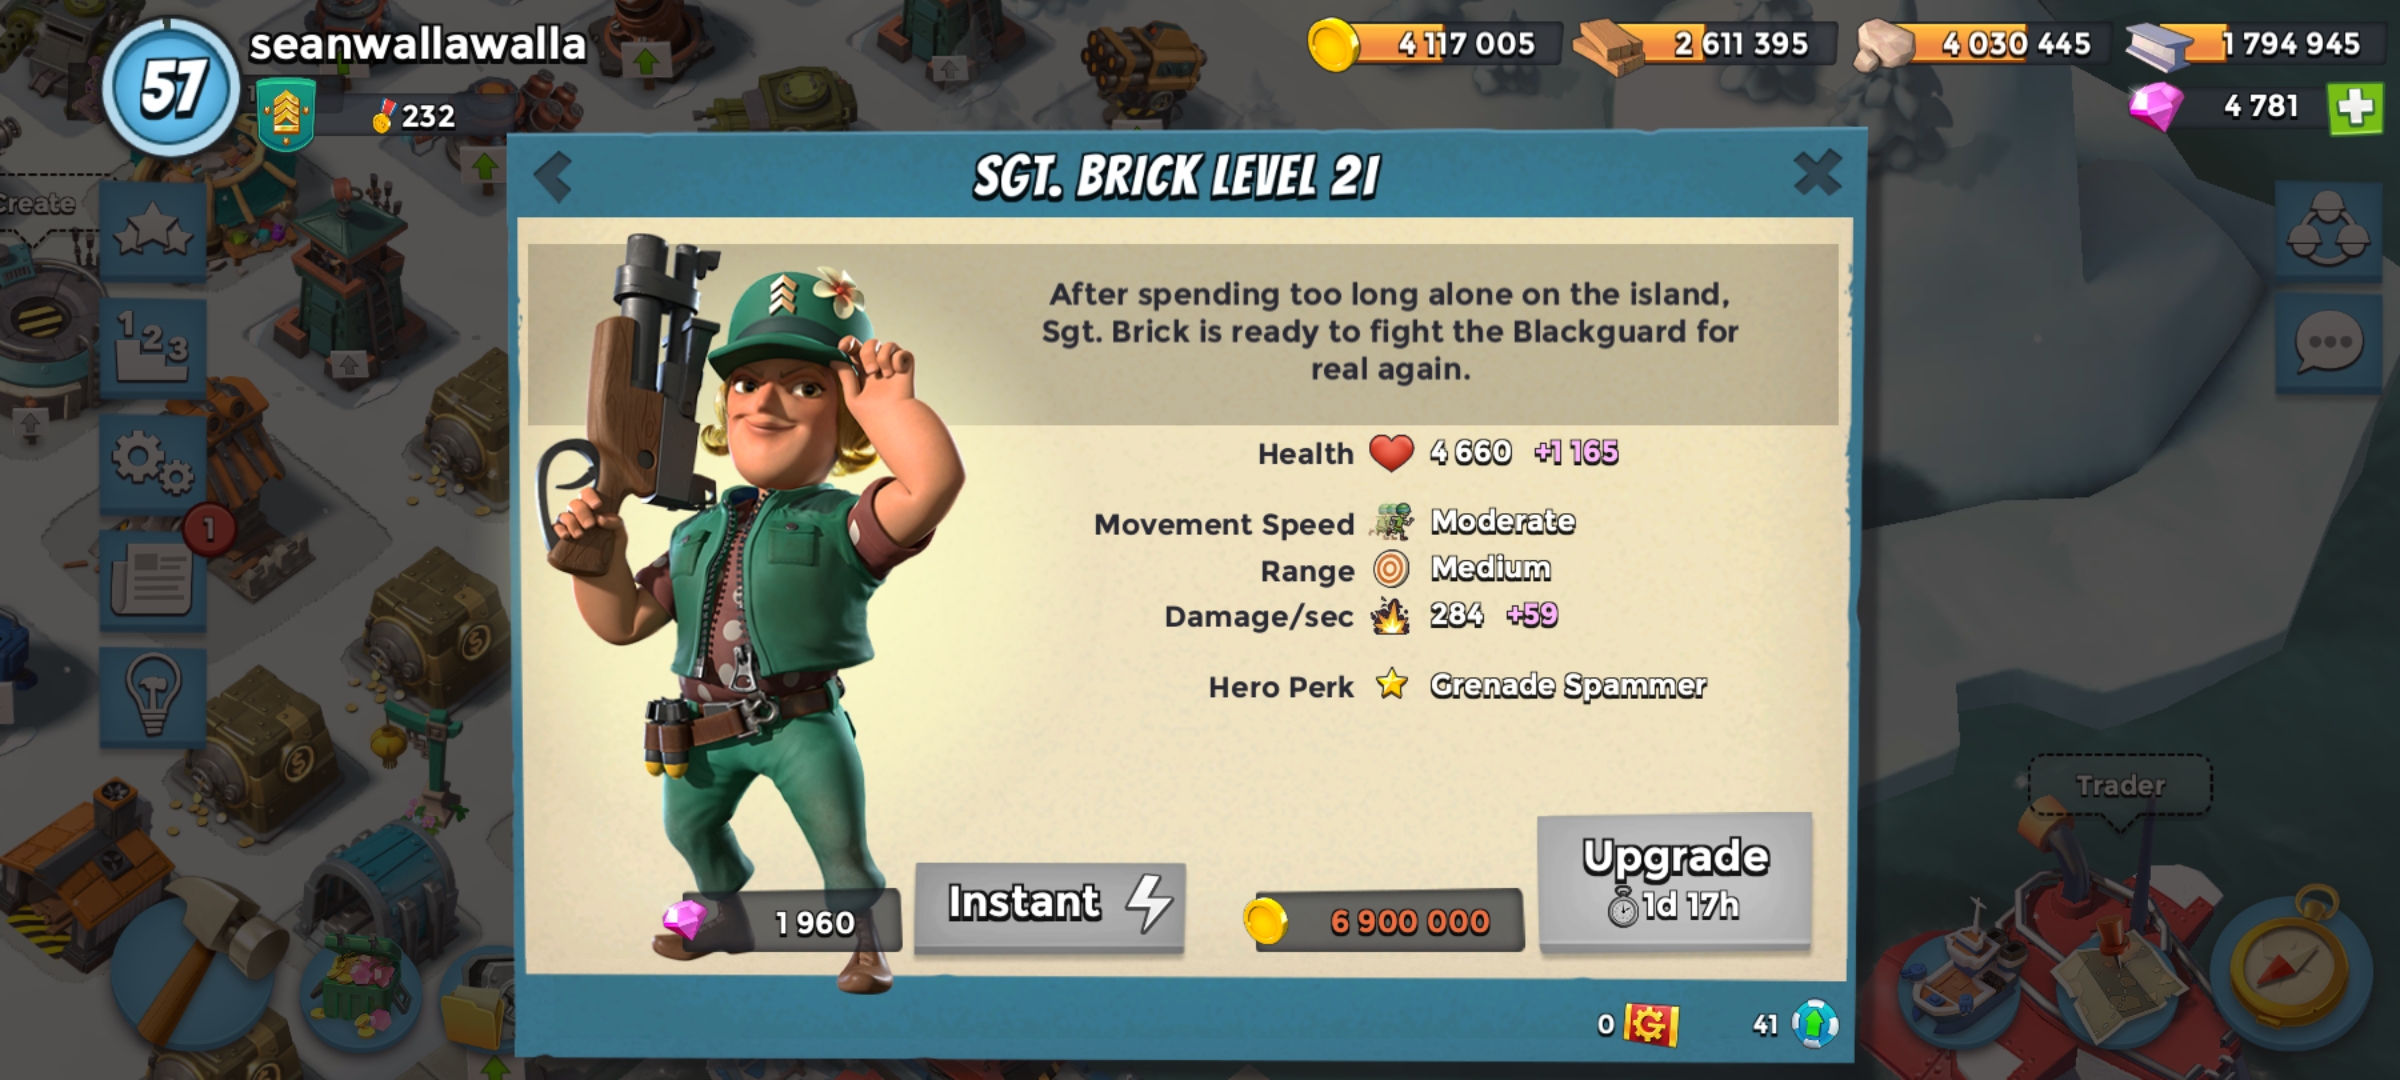 57
seanwallawalla
232
4 117 005
2 611 395
4 030 445
1 794 945
4 781
Create
1 2 3
1
SGT. BRICK LEVEL 21
After spending too long alone on the island,
Sgt. Brick is ready to fight the Blackguard for
real again.
Health 4 660 +1 165
Movement Speed Moderate
Range Medium
Damage/sec 284 +59
Hero Perk Grenade Spammer
1 960
Instant
6 900 000
Upgrade
1d 17h
0 G
41
Trader